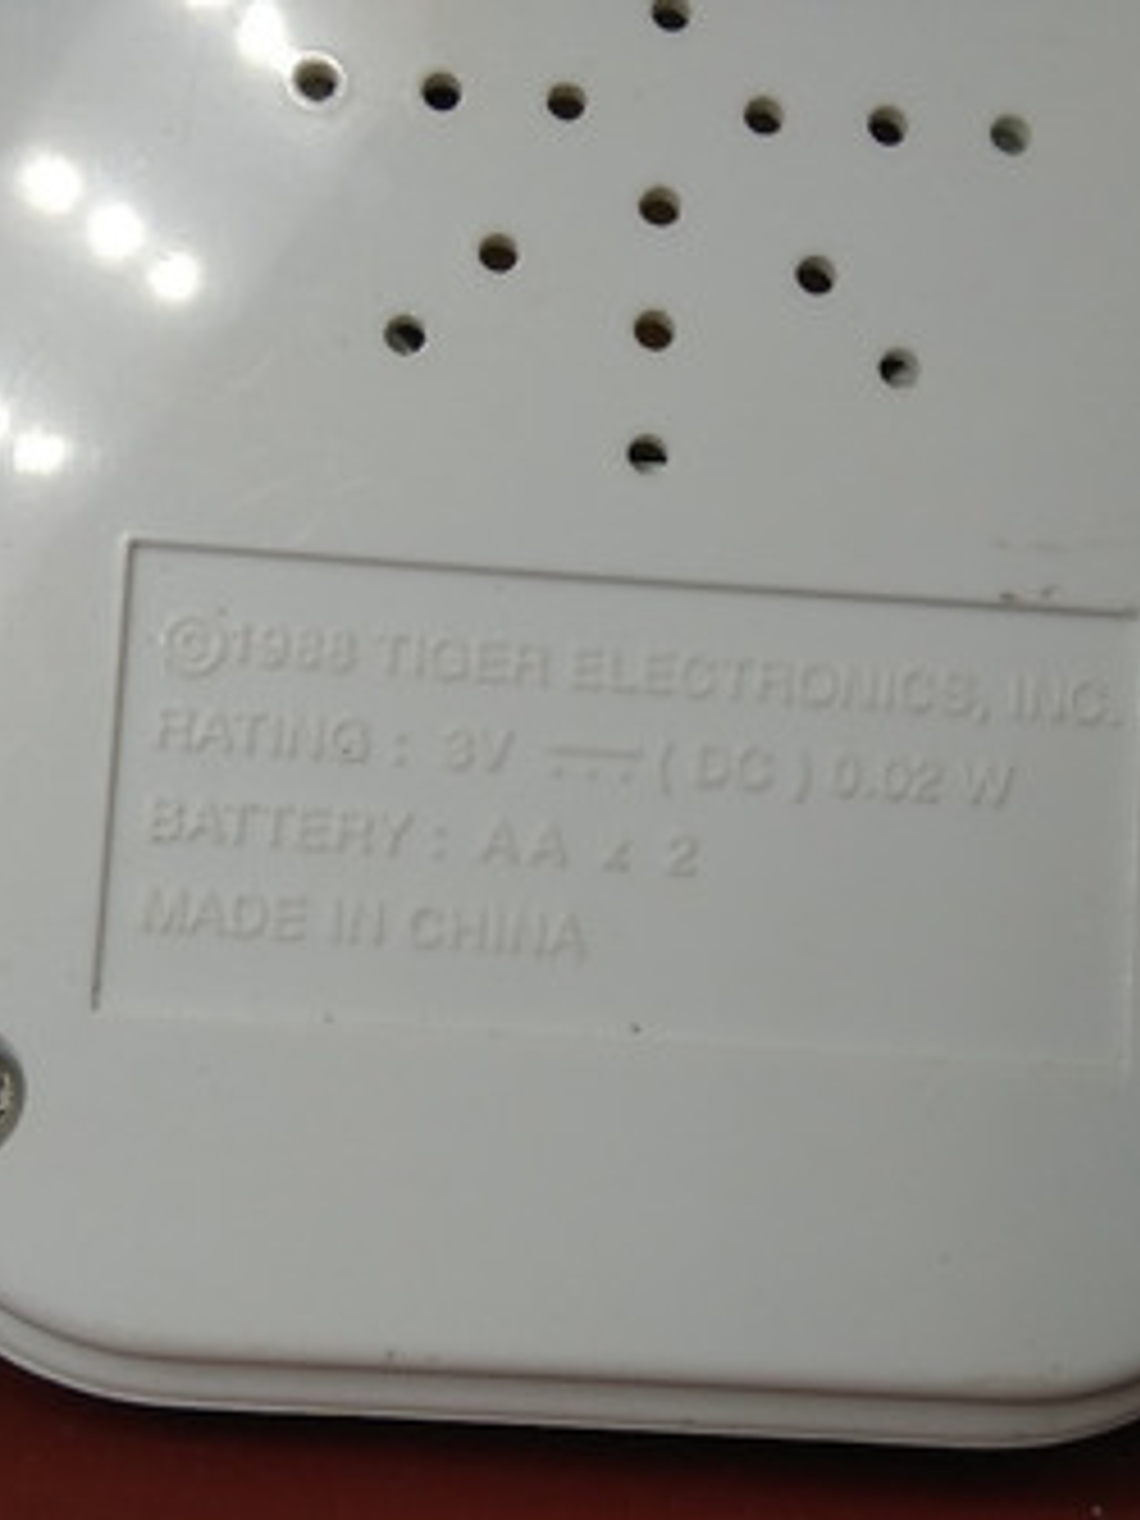 ©1988 TIGER ELECTRONICS, INC.
RATING : 3V ⎓ ( DC ) 0.02 W
BATTERY : AA x 2
MADE IN CHINA